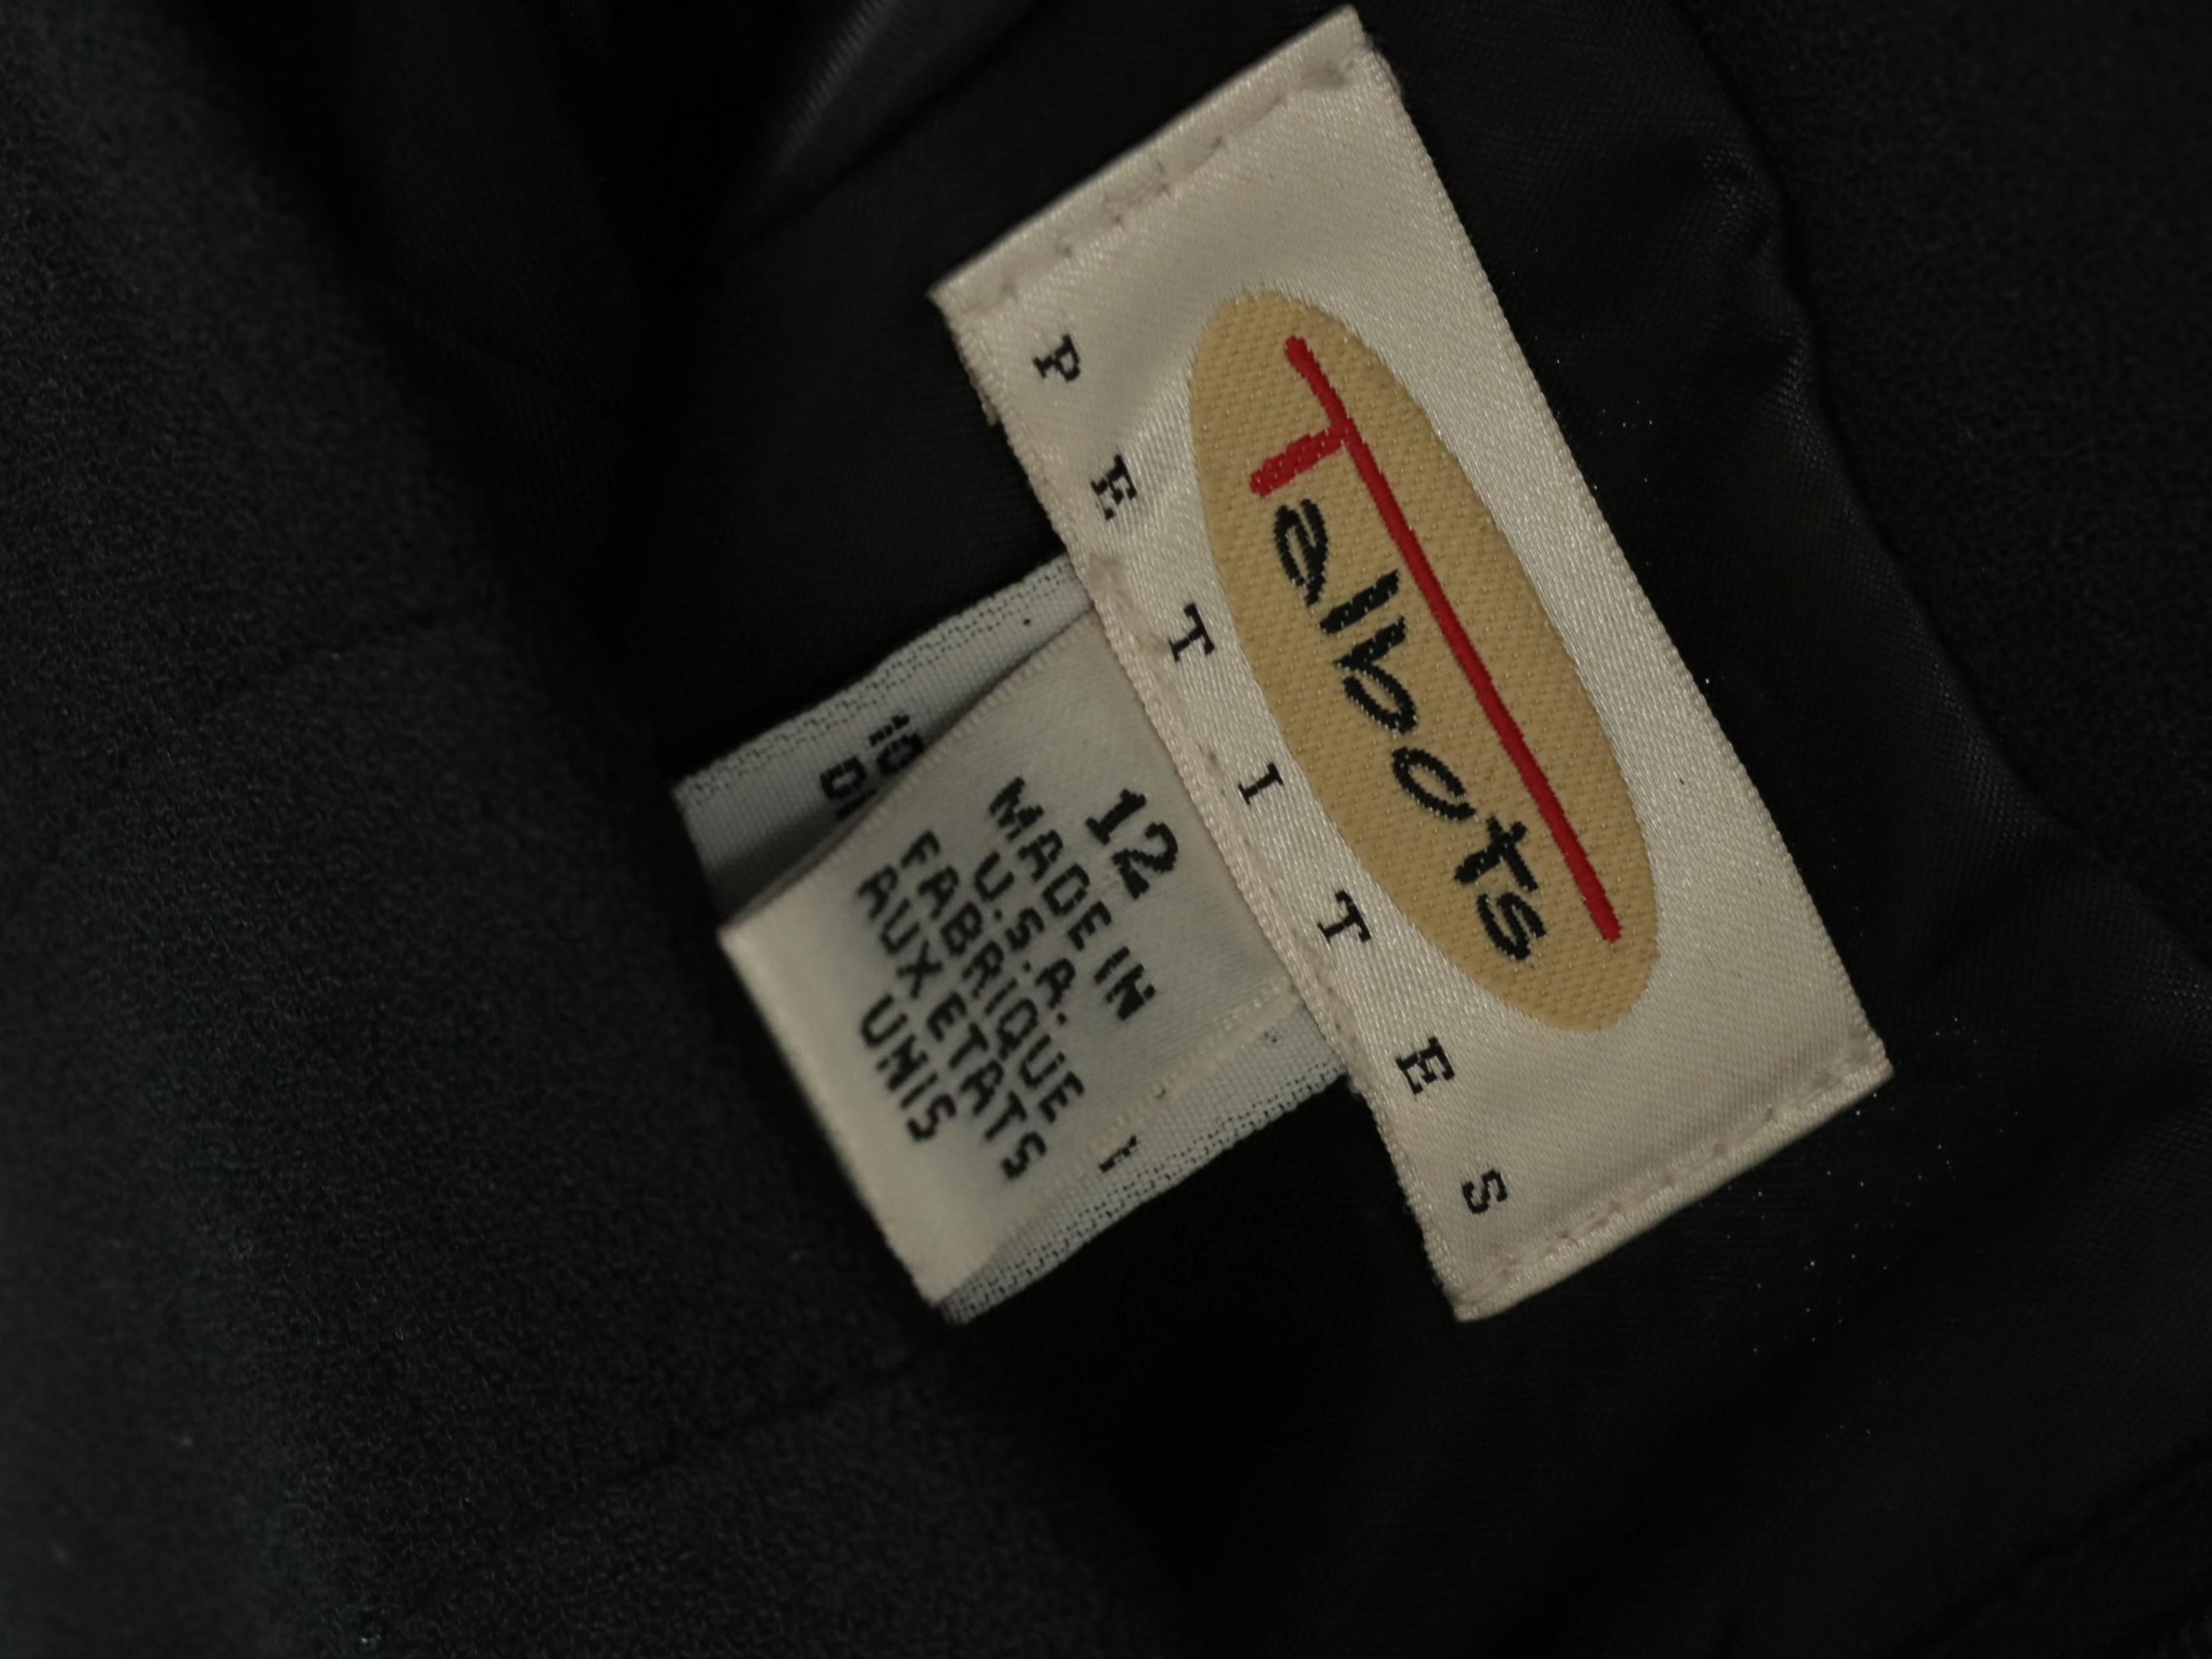 Talbots
PETITES
12
MADE IN
U.S.A.
FABRIQUE
AUX ETATS
UNIS